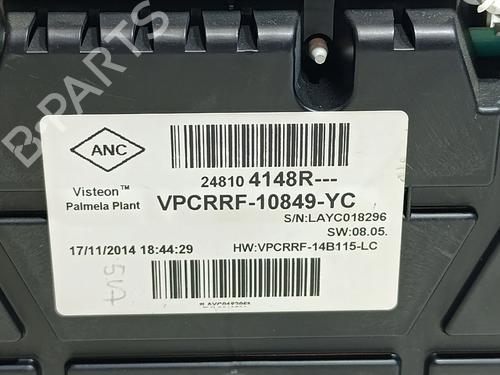 B-PARTS
ANC
Visteon™
Palmela Plant
24810 4148R---
VPCRRF-10849-YC
S/N:LAYC018296
SW:08.05.
17/11/2014 18:44:29
HW:VPCRRF-14B115-LC